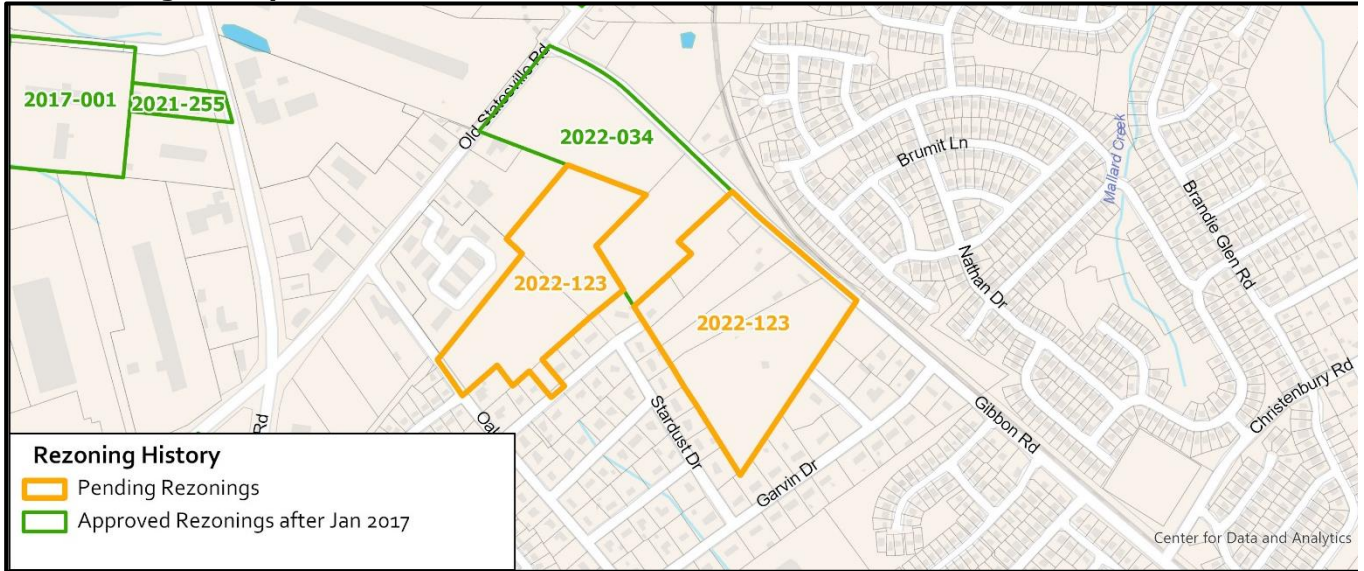 2017-001
2021-255
Old Statesville Rd
2022-034
Brumit Ln
Mallard Creek
Brandie Glen Rd
2022-123
Nathan Dr
2022-123
Stardust Dr
Gibbon Rd
Christenbury Rd
Garvin Dr
Rd
Rezoning History
Pending Rezonings
Approved Rezonings after Jan 2017
Center for Data and Analytics